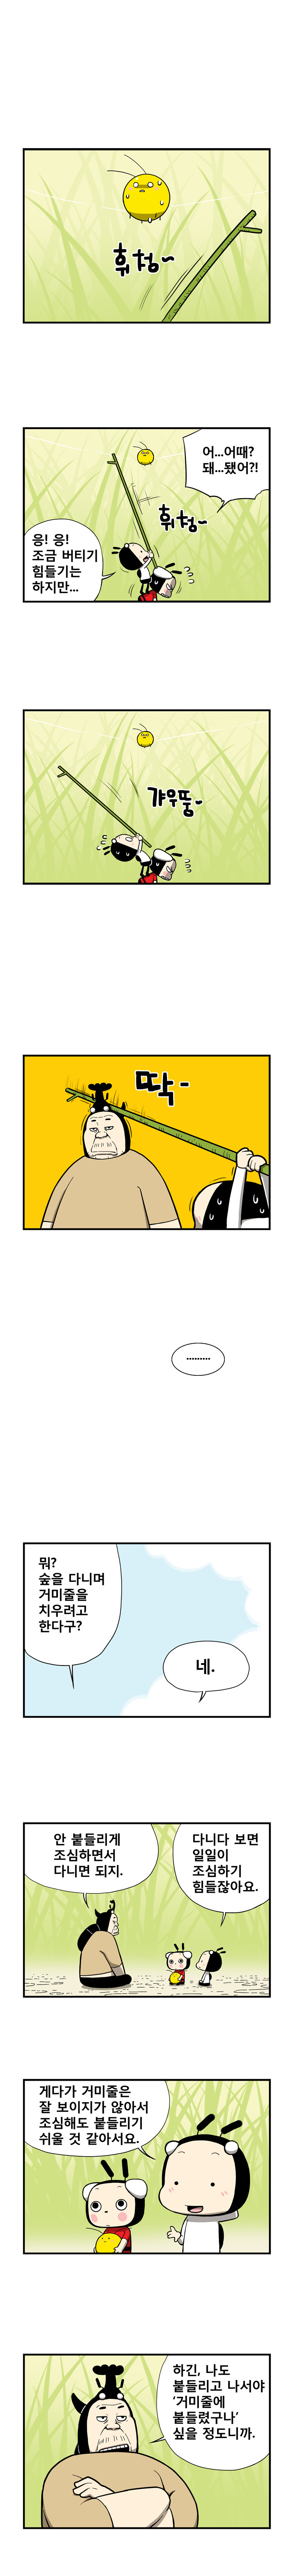 휘청~
어...어때?
돼...됐어?!
휘청~
응! 응!
조금 버티기
힘들기는
하지만...
갸우뚱~
딱-
.........
뭐?
숲을 다니며
거미줄을
치우려고
한다구?
네.
안 붙들리게
조심하면서
다니면 되지.
다니다 보면
일일이
조심하기
힘들잖아요.
게다가 거미줄은
잘 보이지가 않아서
조심해도 붙들리기
쉬울 것 같아서요.
하긴, 나도
붙들리고 나서야
‘거미줄에
붙들렸구나’
싶을 정도니까.